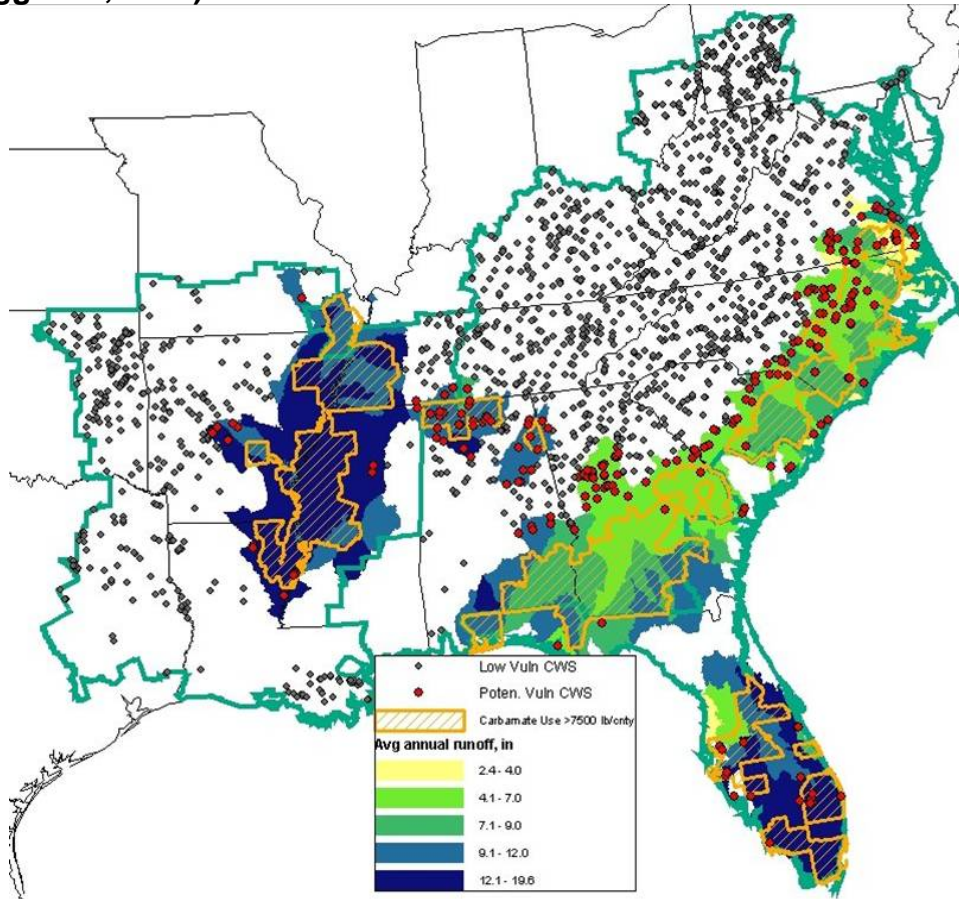 Low Vuln CWS
Poten. Vuln CWS
Carbamate Use >7500 lb/cnty
Avg annual runoff, in
2.4 - 4.0
4.1 - 7.0
7.1 - 9.0
9.1 - 12.0
12.1 - 19.6